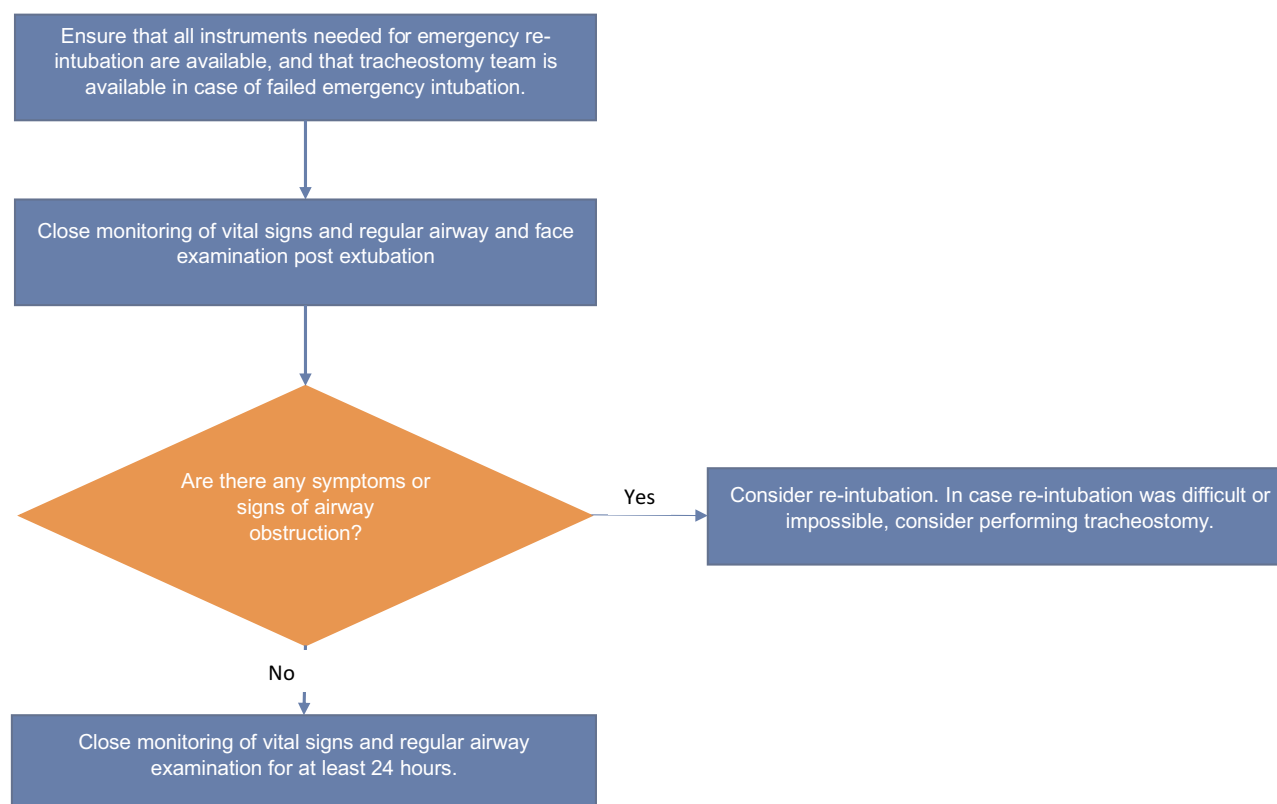 Ensure that all instruments needed for emergency re-
intubation are available, and that tracheostomy team is
available in case of failed emergency intubation.
Close monitoring of vital signs and regular airway and face
examination post extubation
Are there any symptoms or
signs of airway
obstruction?
Yes
Consider re-intubation. In case re-intubation was difficult or
impossible, consider performing tracheostomy.
No
Close monitoring of vital signs and regular airway
examination for at least 24 hours.